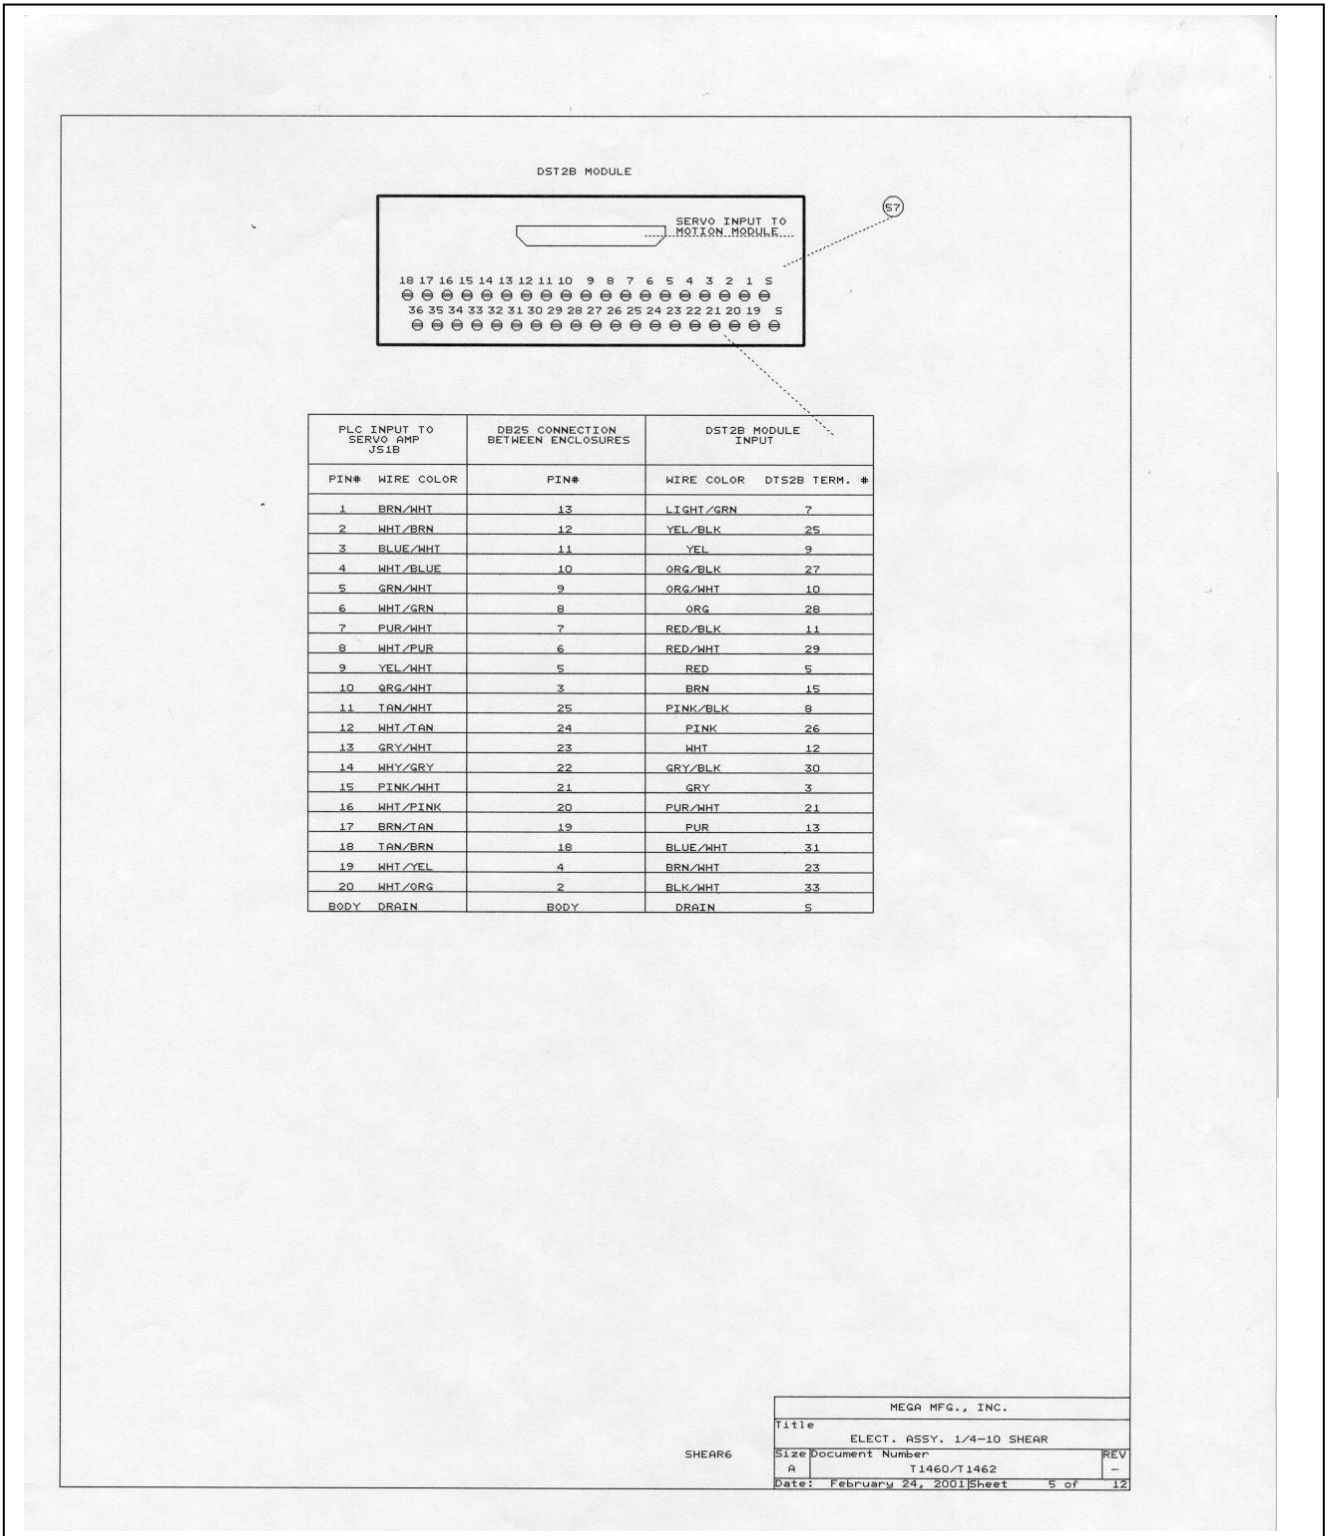 DST2B MODULE
57
SERVO INPUT TO
MOTION MODULE
18 17 16 15 14 13 12 11 10 9 8 7 6 5 4 3 2 1 S
36 35 34 33 32 31 30 29 28 27 26 25 24 23 22 21 20 19 S
PLC INPUT TO SERVO AMP JS1B
DB25 CONNECTION BETWEEN ENCLOSURES
DST2B MODULE INPUT
PIN# WIRE COLOR PIN# WIRE COLOR DTS2B TERM. #
1 BRN/WHT 13 LIGHT/GRN 7
2 WHT/BRN 12 YEL/BLK 25
3 BLUE/WHT 11 YEL 9
4 WHT/BLUE 10 ORG/BLK 27
5 GRN/WHT 9 ORG/WHT 10
6 WHT/GRN 8 ORG 28
7 PUR/WHT 7 RED/BLK 11
8 WHT/PUR 6 RED/WHT 29
9 YEL/WHT 5 RED 5
10 ORG/WHT 3 BRN 15
11 TAN/WHT 25 PINK/BLK 8
12 WHT/TAN 24 PINK 26
13 GRY/WHT 23 WHT 12
14 WHY/GRY 22 GRY/BLK 30
15 PINK/WHT 21 GRY 3
16 WHT/PINK 20 PUR/WHT 21
17 BRN/TAN 19 PUR 13
18 TAN/BRN 18 BLUE/WHT 31
19 WHT/YEL 4 BRN/WHT 23
20 WHT/ORG 2 BLK/WHT 33
BODY DRAIN BODY DRAIN S
SHEAR6
MEGA MFG., INC.
Title
ELECT. ASSY. 1/4-10 SHEAR
Size Document Number REV
A T1460/T1462 -
Date: February 24, 2001 Sheet 5 of 12